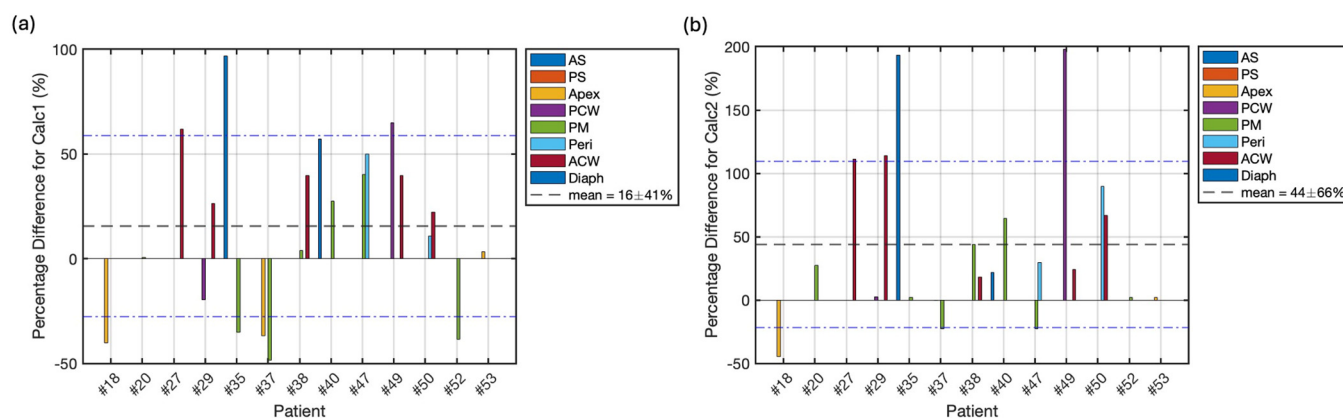 (a)
Percentage Difference for Calc1 (%)
100
50
0
-50
#18 #20 #27 #29 #35 #37 #38 #40 #47 #49 #50 #52 #53
Patient
AS
PS
Apex
PCW
PM
Peri
ACW
Diaph
mean = 16±41%
(b)
Percentage Difference for Calc2 (%)
200
150
100
50
0
-50
#18 #20 #27 #29 #35 #37 #38 #40 #47 #49 #50 #52 #53
Patient
AS
PS
Apex
PCW
PM
Peri
ACW
Diaph
mean = 44±66%